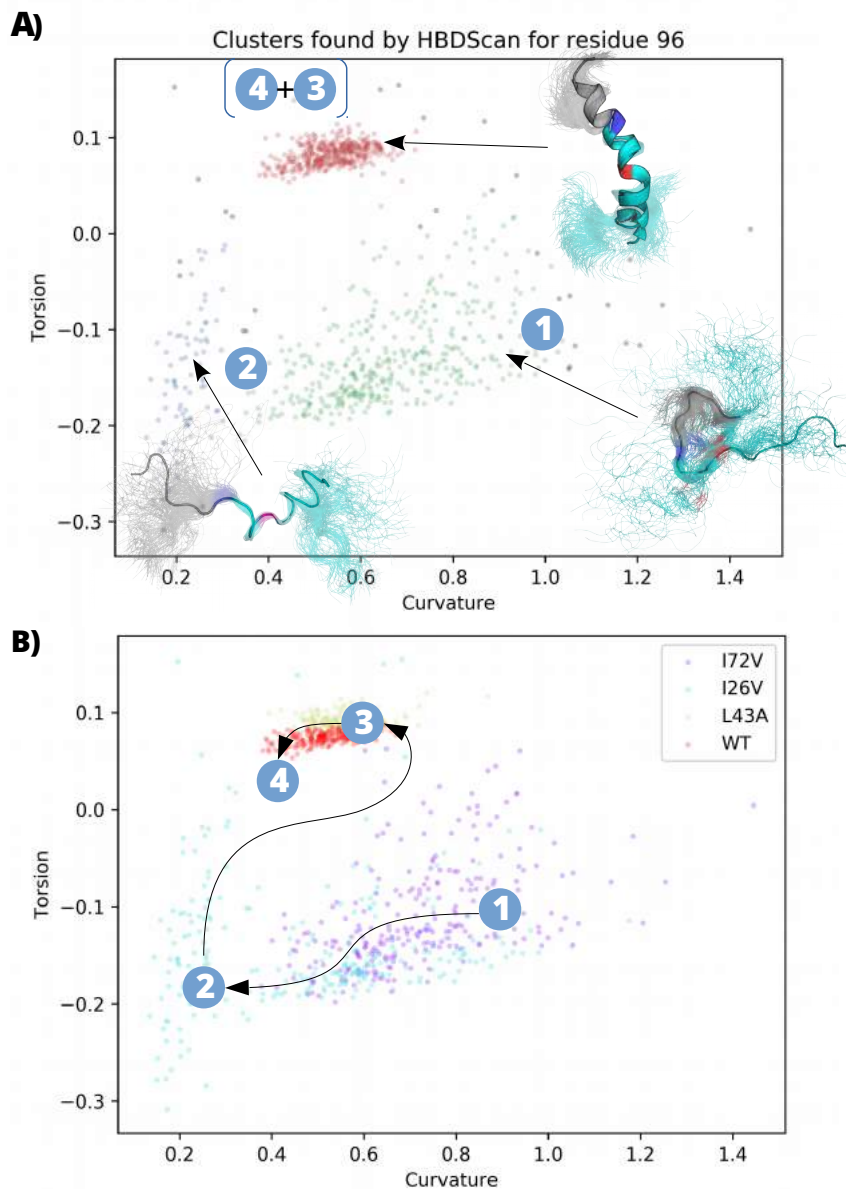 A)
Clusters found by HBDScan for residue 96
4+3
0.1
0.0
−0.1
−0.2
−0.3
Torsion
1
2
0.2 0.4 0.6 0.8 1.0 1.2 1.4
Curvature
B)
I72V
I26V
L43A
WT
0.1
0.0
−0.1
−0.2
−0.3
Torsion
3
4
1
2
0.2 0.4 0.6 0.8 1.0 1.2 1.4
Curvature